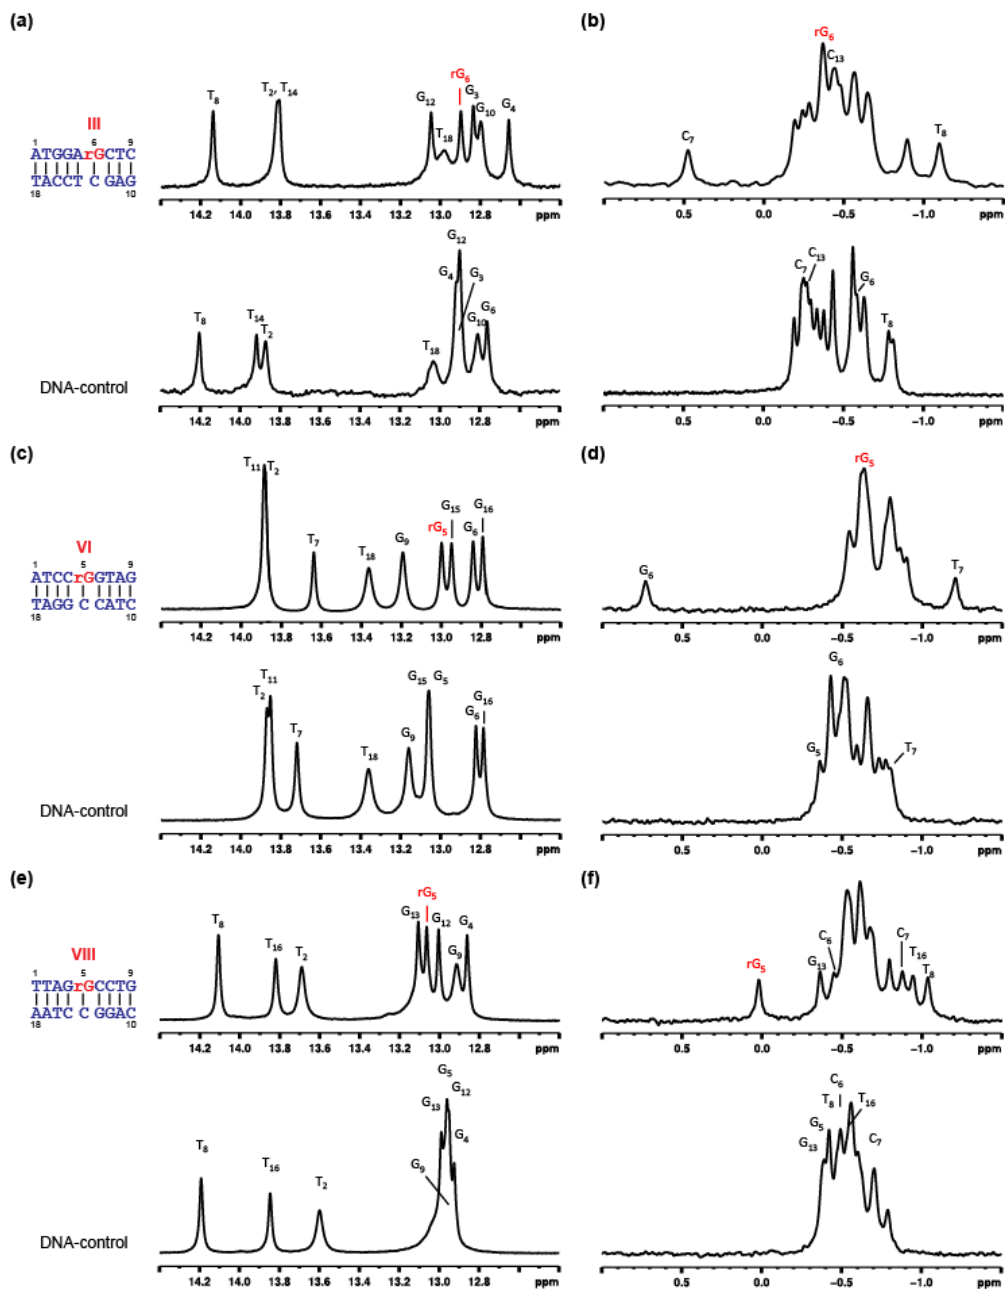 (a)
III
1 6 9
ATGGArGCTC
TACCT C GAG
18 10
T8 T2, T14 G12 T18 rG6 G3 G10 G4
14.2 14.0 13.8 13.6 13.4 13.2 13.0 12.8 ppm
DNA-control
T8 T14 T2 T18 G4 G12 G3 G10 G6
14.2 14.0 13.8 13.6 13.4 13.2 13.0 12.8 ppm
(b)
C7 rG6 C13 T8
0.5 0.0 −0.5 −1.0 ppm
C7 C13 G6 T8
0.5 0.0 −0.5 −1.0 ppm
(c)
VI
1 5 9
ATCCrGGTAG
TAGG C CATC
18 10
T11 T2 T7 T18 G9 rG5 G15 G6 G16
14.2 14.0 13.8 13.6 13.4 13.2 13.0 12.8 ppm
DNA-control
T2 T11 T7 T18 G9 G15 G5 G6 G16
14.2 14.0 13.8 13.6 13.4 13.2 13.0 12.8 ppm
(d)
G6 rG5 T7
0.5 0.0 −0.5 −1.0 ppm
G5 G6 T7
0.5 0.0 −0.5 −1.0 ppm
(e)
VIII
1 5 9
TTAGrGCCTG
AATC C GGAC
18 10
T8 T16 T2 G13 rG5 G12 G9 G4
14.2 14.0 13.8 13.6 13.4 13.2 13.0 12.8 ppm
DNA-control
T8 T16 T2 G9 G13 G5 G12 G4
14.2 14.0 13.8 13.6 13.4 13.2 13.0 12.8 ppm
(f)
rG5 G13 C6 C7 T16 T8
0.5 0.0 −0.5 −1.0 ppm
G13 G5 T8 C6 T16 C7
0.5 0.0 −0.5 −1.0 ppm